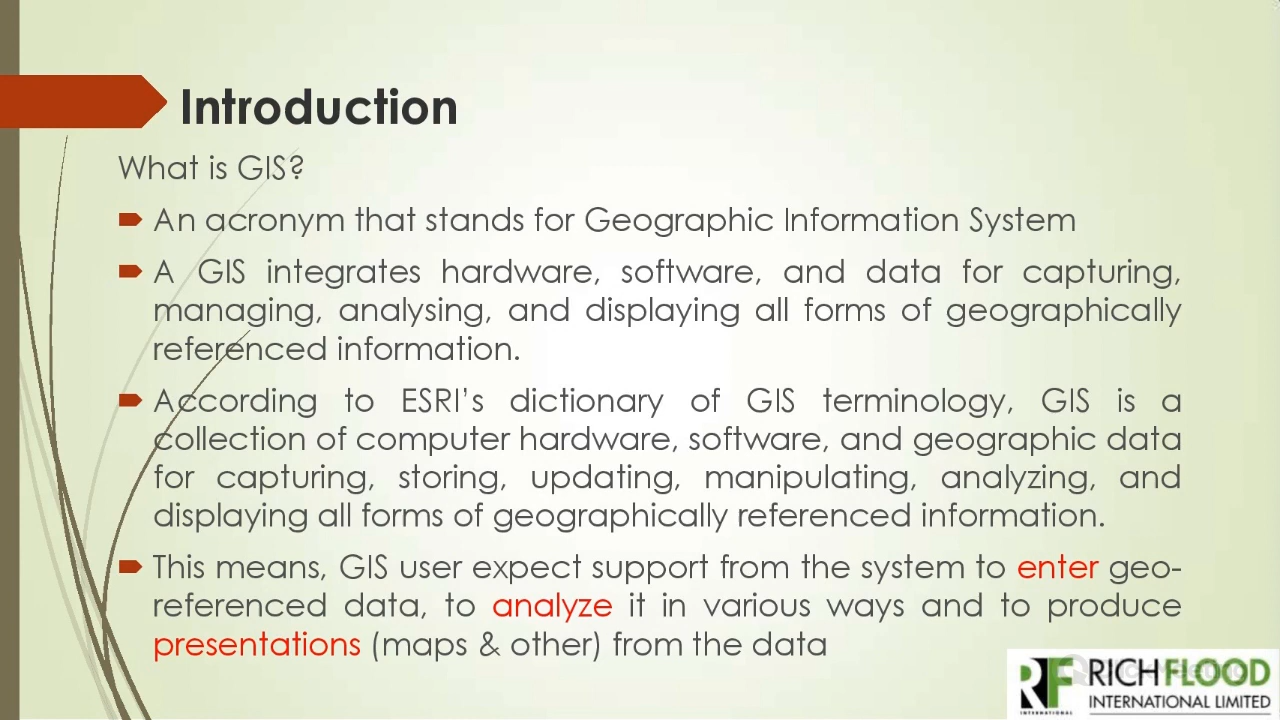 Introduction
What is GIS?
An acronym that stands for Geographic Information System
A GIS integrates hardware, software, and data for capturing,
managing, analysing, and displaying all forms of geographically
referenced information.
According to ESRI’s dictionary of GIS terminology, GIS is a
collection of computer hardware, software, and geographic data
for capturing, storing, updating, manipulating, analyzing, and
displaying all forms of geographically referenced information.
This means, GIS user expect support from the system to enter geo-
referenced data, to analyze it in various ways and to produce
presentations (maps & other) from the data
RF
INTERNATIONAL
RICHFLOOD
INTERNATIONAL LIMITED